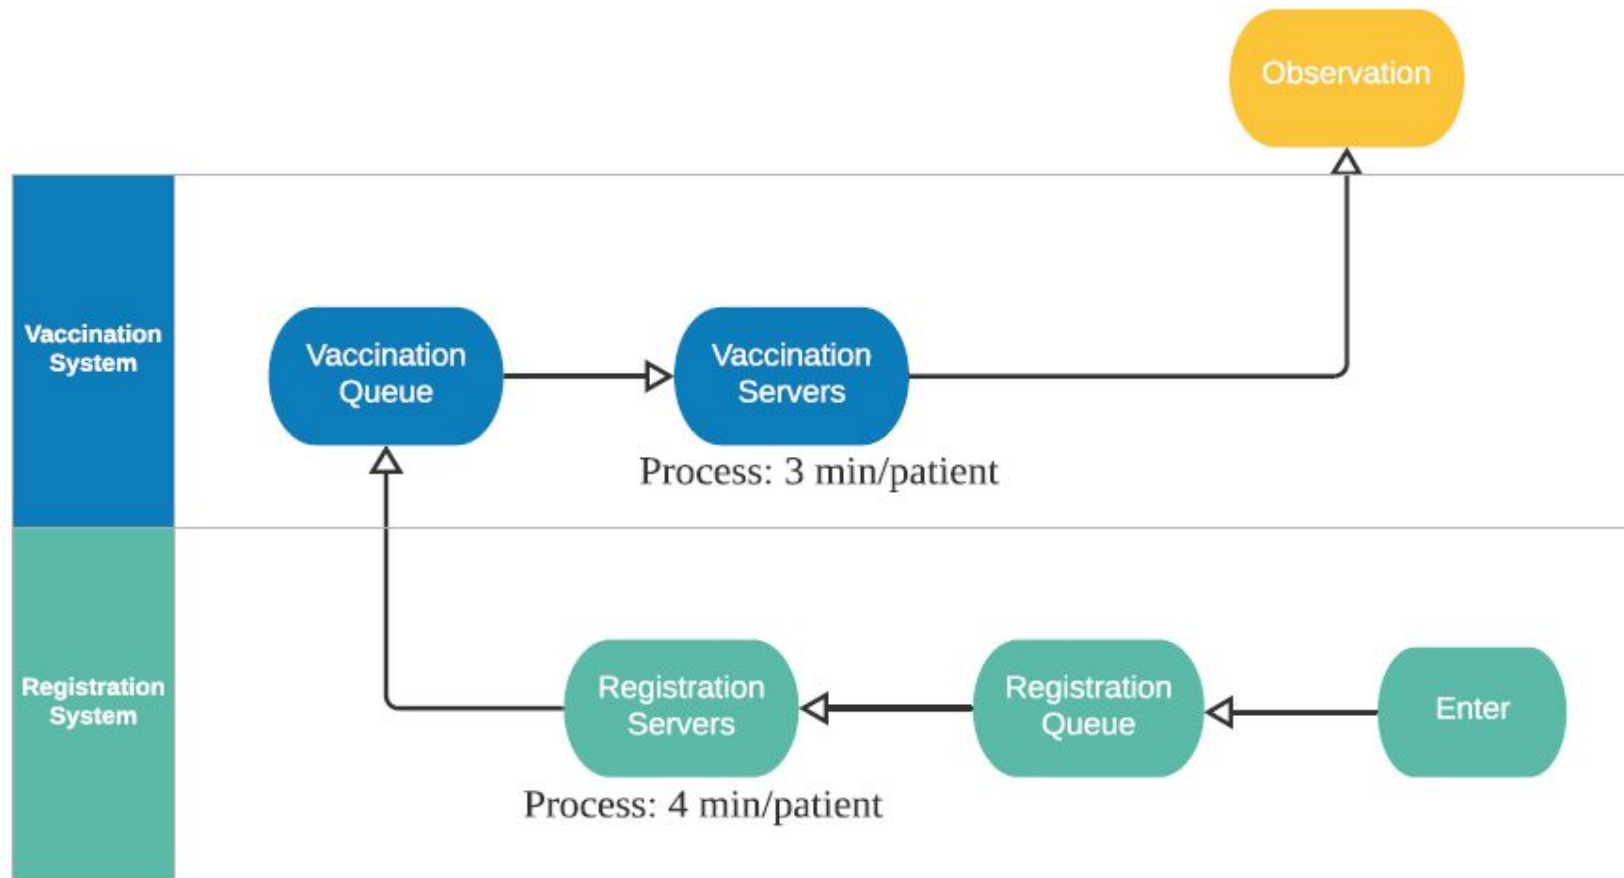 Observation
Vaccination
System
Vaccination
Queue
Vaccination
Servers
Process: 3 min/patient
Registration
System
Registration
Servers
Registration
Queue
Enter
Process: 4 min/patient